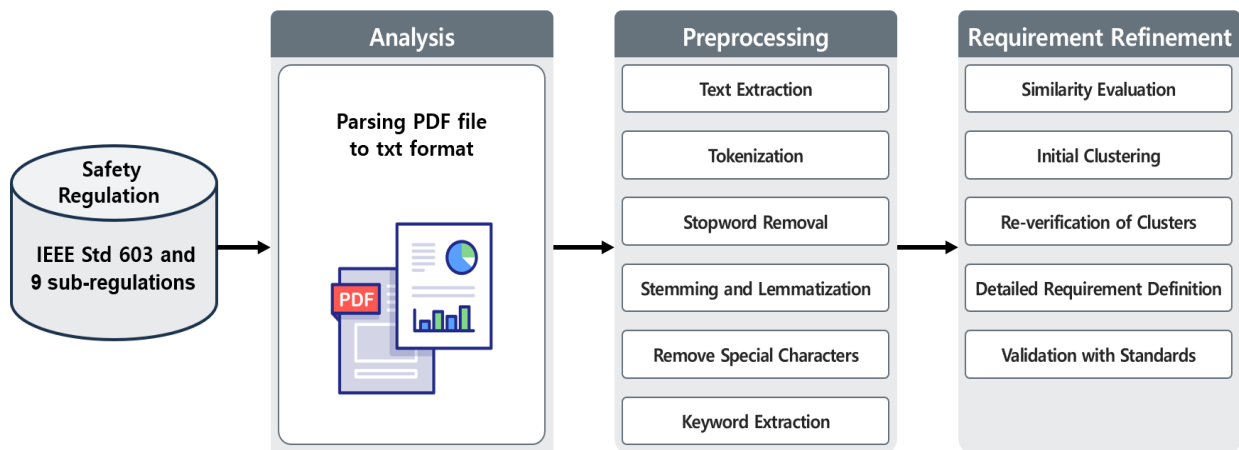 Safety
Regulation
IEEE Std 603 and
9 sub-regulations
Analysis
Parsing PDF file
to txt format
PDF
Preprocessing
Text Extraction
Tokenization
Stopword Removal
Stemming and Lemmatization
Remove Special Characters
Keyword Extraction
Requirement Refinement
Similarity Evaluation
Initial Clustering
Re-verification of Clusters
Detailed Requirement Definition
Validation with Standards